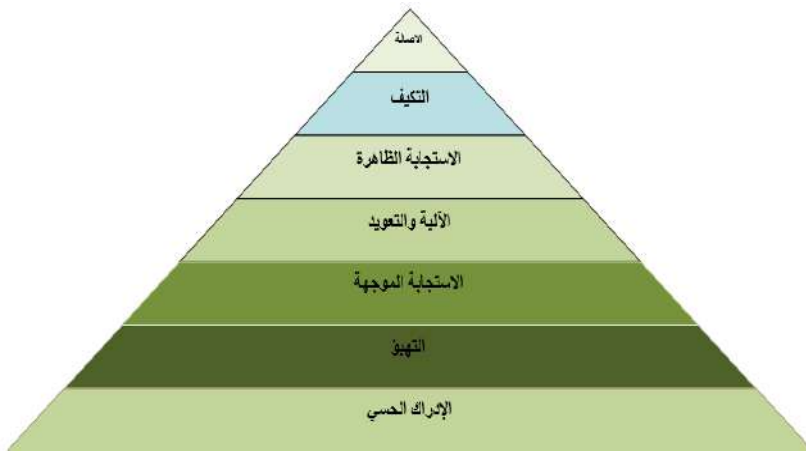 الاصالة
التكيف
الاستجابة الظاهرة
الآلية والتعويد
الاستجابة الموجهة
التهيؤ
الإدراك الحسي